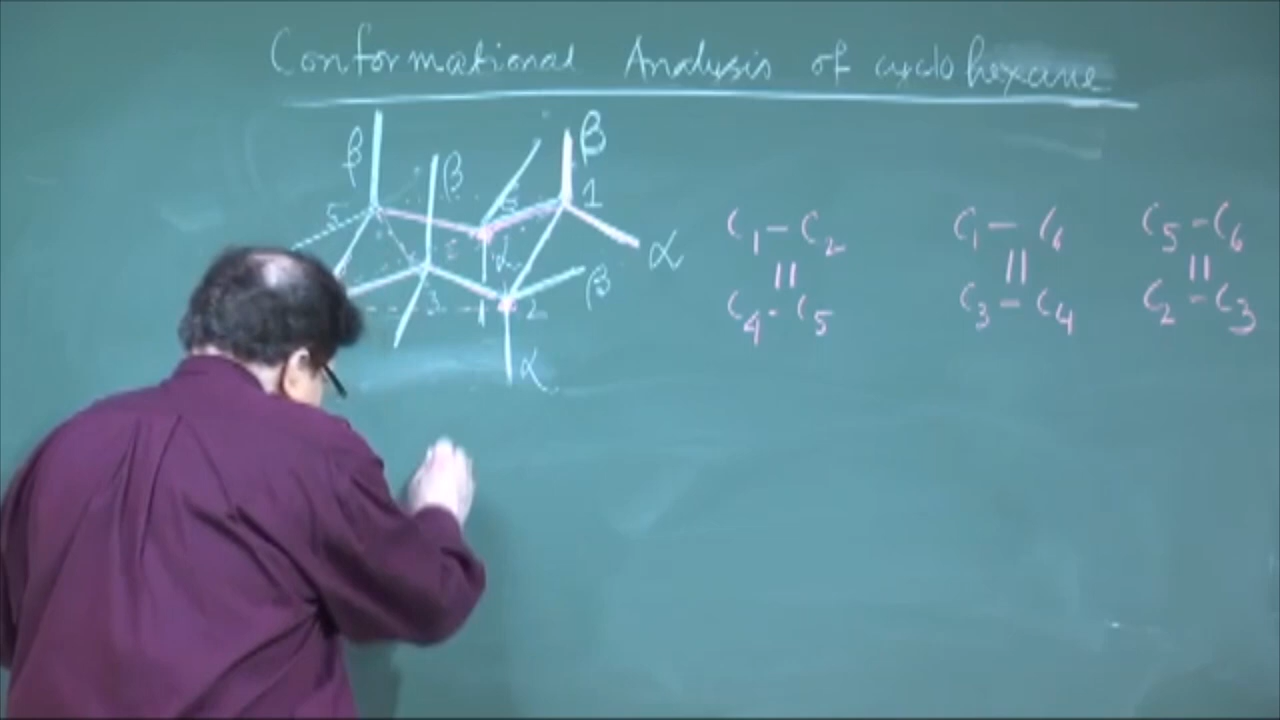 Conformational Analysis of cyclohexane
β
β
β
5
6
1
α
α
β
3
2
α
C₁ – C₂
||
C₄ - C₅
C₁ – C₆
||
C₃ – C₄
C₅ – C₆
||
C₂ – C₃